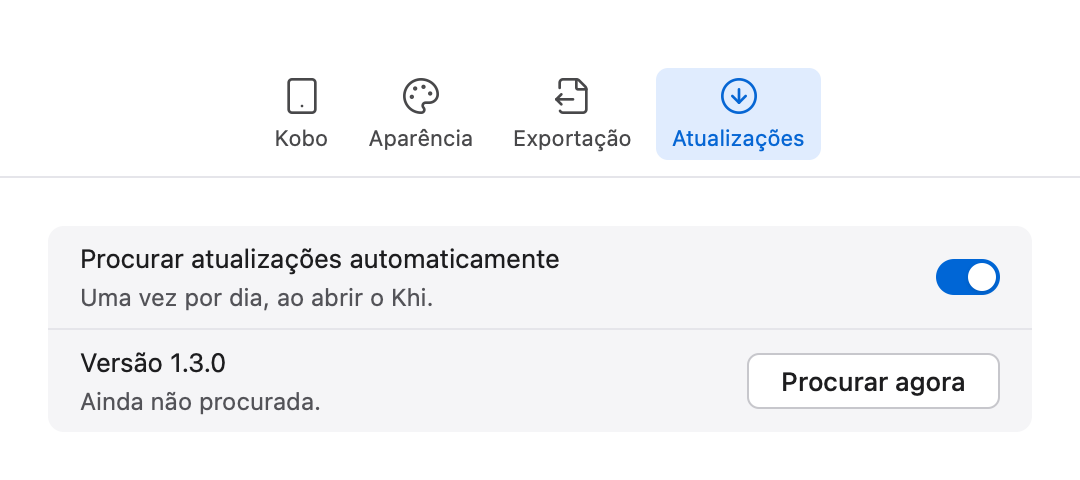 Kobo
Aparência
Exportação
Atualizações
Procurar atualizações automaticamente
Uma vez por dia, ao abrir o Khi.
Versão 1.3.0
Ainda não procurada.
Procurar agora